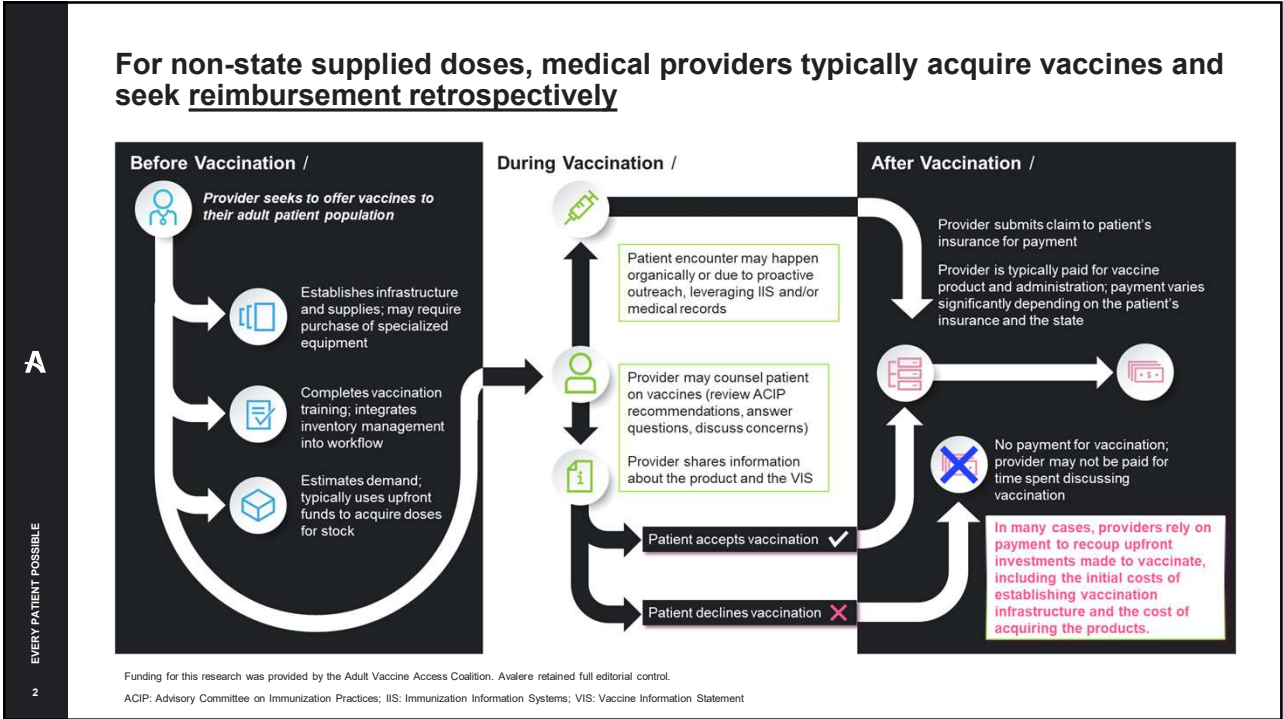 For non-state supplied doses, medical providers typically acquire vaccines and
seek reimbursement retrospectively
Before Vaccination /
Provider seeks to offer vaccines to
their adult patient population
Establishes infrastructure
and supplies; may require
purchase of specialized
equipment
Completes vaccination
training; integrates
inventory management
into workflow
Estimates demand;
typically uses upfront
funds to acquire doses
for stock
During Vaccination /
Patient encounter may happen
organically or due to proactive
outreach, leveraging IIS and/or
medical records
Provider may counsel patient
on vaccines (review ACIP
recommendations, answer
questions, discuss concerns)
Provider shares information
about the product and the VIS
Patient accepts vaccination
Patient declines vaccination
After Vaccination /
Provider submits claim to patient's
insurance for payment
Provider is typically paid for vaccine
product and administration; payment varies
significantly depending on the patient's
insurance and the state
No payment for vaccination;
provider may not be paid for
time spent discussing
vaccination
In many cases, providers rely on
payment to recoup upfront
investments made to vaccinate,
including the initial costs of
establishing vaccination
infrastructure and the cost of
acquiring the products.
EVERY PATIENT POSSIBLE
2
Funding for this research was provided by the Adult Vaccine Access Coalition. Avalere retained full editorial control.
ACIP: Advisory Committee on Immunization Practices; IIS: Immunization Information Systems; VIS: Vaccine Information Statement